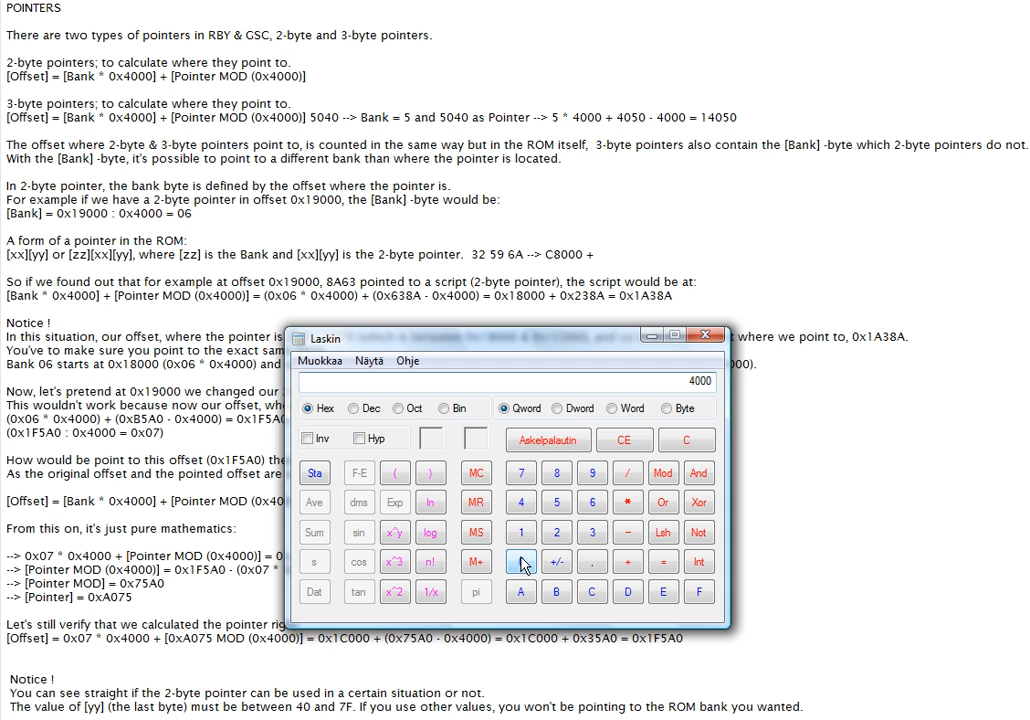 POINTERS
There are two types of pointers in RBY & GSC, 2-byte and 3-byte pointers.
2-byte pointers; to calculate where they point to.
[Offset] = [Bank * 0x4000] + [Pointer MOD (0x4000)]
3-byte pointers; to calculate where they point to.
[Offset] = [Bank * 0x4000] + [Pointer MOD (0x4000)] 5040 --> Bank = 5 and 5040 as Pointer --> 5 * 4000 + 4050 - 4000 = 14050
The offset where 2-byte & 3-byte pointers point to, is counted in the same way but in the ROM itself,  3-byte pointers also contain the [Bank] -byte which 2-byte pointers do not.
With the [Bank] -byte, it's possible to point to a different bank than where the pointer is located.
In 2-byte pointer, the bank byte is defined by the offset where the pointer is.
For example if we have a 2-byte pointer in offset 0x19000, the [Bank] -byte would be:
[Bank] = 0x19000 : 0x4000 = 06
A form of a pointer in the ROM:
[xx][yy] or [zz][xx][yy], where [zz] is the Bank and [xx][yy] is the 2-byte pointer.  32 59 6A --> C8000 +
So if we found out that for example at offset 0x19000, 8A63 pointed to a script (2-byte pointer), the script would be at:
[Bank * 0x4000] + [Pointer MOD (0x4000)] = (0x06 * 0x4000) + (0x638A - 0x4000) = 0x18000 + 0x238A = 0x1A38A
Notice !
In this situation, our offset, where the pointer is where we point to, 0x1A38A.
You've to make sure you point to the exact sam
Bank 06 starts at 0x18000 (0x06 * 0x4000) and 000).
Now, let's pretend at 0x19000 we changed our
This wouldn't work because now our offset, whe
(0x06 * 0x4000) + (0xB5A0 - 0x4000) = 0x1F5A0
(0x1F5A0 : 0x4000 = 0x07)
How would be point to this offset (0x1F5A0) the
As the original offset and the pointed offset are
[Offset] = [Bank * 0x4000] + [Pointer MOD (0x40
From this on, it's just pure mathematics:
--> 0x07 * 0x4000 + [Pointer MOD (0x4000)] = 0
--> [Pointer MOD (0x4000)] = 0x1F5A0 - (0x07 *
--> [Pointer MOD] = 0x75A0
--> [Pointer] = 0xA075
Let's still verify that we calculated the pointer rig
[Offset] = 0x07 * 0x4000 + [0xA075 MOD (0x4000)] = 0x1C000 + (0x75A0 - 0x4000) = 0x1C000 + 0x35A0 = 0x1F5A0
Notice !
You can see straight if the 2-byte pointer can be used in a certain situation or not.
The value of [yy] (the last byte) must be between 40 and 7F. If you use other values, you won't be pointing to the ROM bank you wanted.
Laskin
Muokkaa Näytä Ohje
4000
Hex Dec Oct Bin Qword Dword Word Byte
Inv Hyp Askelpalautin CE C
Sta F-E ( ) MC 7 8 9 / Mod And
Ave dms Exp ln MR 4 5 6 * Or Xor
Sum sin x^y log MS 1 2 3 - Lsh Not
s cos x^3 n! M+ +/- , + = Int
Dat tan x^2 1/x pi A B C D E F